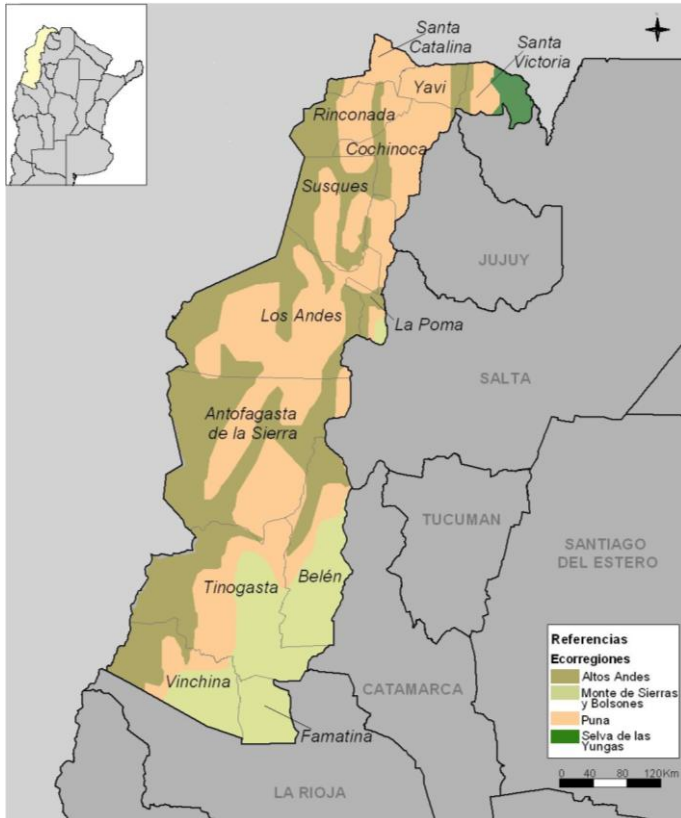 Santa
Catalina
Santa
Victoria
Yavi
Rinconada
Cochinoca
Susques
JUJUY
Los Andes
La Poma
SALTA
Antofagasta
de la Sierra
TUCUMAN
SANTIAGO
DEL ESTERO
Tinogasta
Belén
Vinchina
CATAMARCA
Famatina
LA RIOJA
Referencias
Ecorregiones
Altos Andes
Monte de Sierras
y Bolsones
Puna
Selva de las
Yungas
0 40 80 120 Km